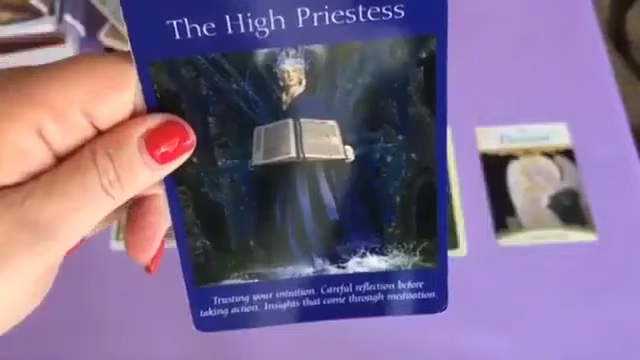 The High Priestess
Trusting your intuition. Careful reflection before
taking action. Insights that come through meditation.